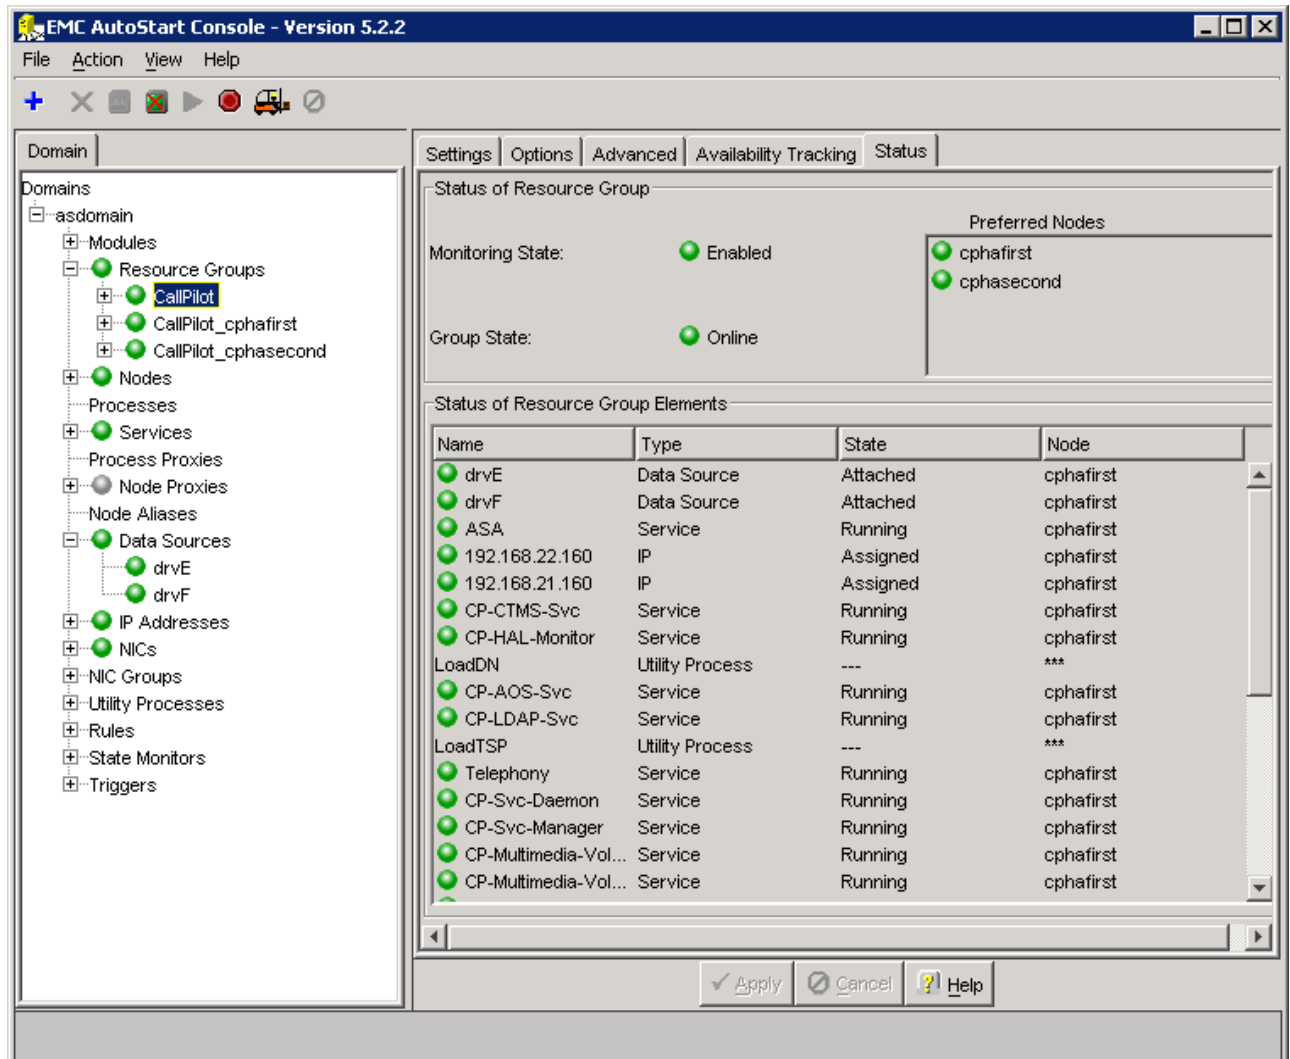 EMC AutoStart Console - Version 5.2.2
File Action View Help
Domain
Domains
asdomain
Modules
Resource Groups
CallPilot
CallPilot_cphafirst
CallPilot_cphasecond
Nodes
Processes
Services
Process Proxies
Node Proxies
Node Aliases
Data Sources
drvE
drvF
IP Addresses
NICs
NIC Groups
Utility Processes
Rules
State Monitors
Triggers
Settings Options Advanced Availability Tracking Status
Status of Resource Group
Preferred Nodes
Monitoring State: Enabled
cphafirst
cphasecond
Group State: Online
Status of Resource Group Elements
Name Type State Node
drvE Data Source Attached cphafirst
drvF Data Source Attached cphafirst
ASA Service Running cphafirst
192.168.22.160 IP Assigned cphafirst
192.168.21.160 IP Assigned cphafirst
CP-CTMS-Svc Service Running cphafirst
CP-HAL-Monitor Service Running cphafirst
LoadDN Utility Process --- ***
CP-AOS-Svc Service Running cphafirst
CP-LDAP-Svc Service Running cphafirst
LoadTSP Utility Process --- ***
Telephony Service Running cphafirst
CP-Svc-Daemon Service Running cphafirst
CP-Svc-Manager Service Running cphafirst
CP-Multimedia-Vol... Service Running cphafirst
CP-Multimedia-Vol... Service Running cphafirst
Apply Cancel Help